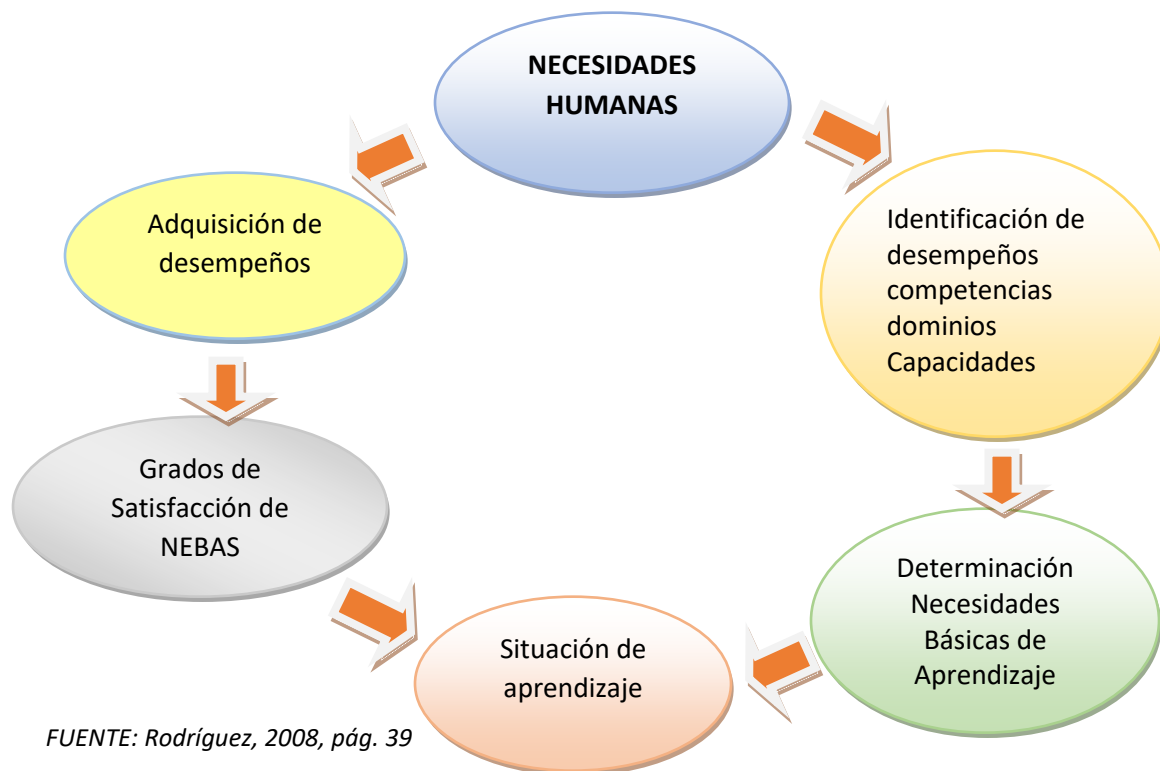 NECESIDADES
HUMANAS
Adquisición de
desempeños
Identificación de
desempeños
competencias
dominios
Capacidades
Grados de
Satisfacción de
NEBAS
Determinación
Necesidades
Básicas de
Aprendizaje
Situación de
aprendizaje
FUENTE: Rodríguez, 2008, pág. 39